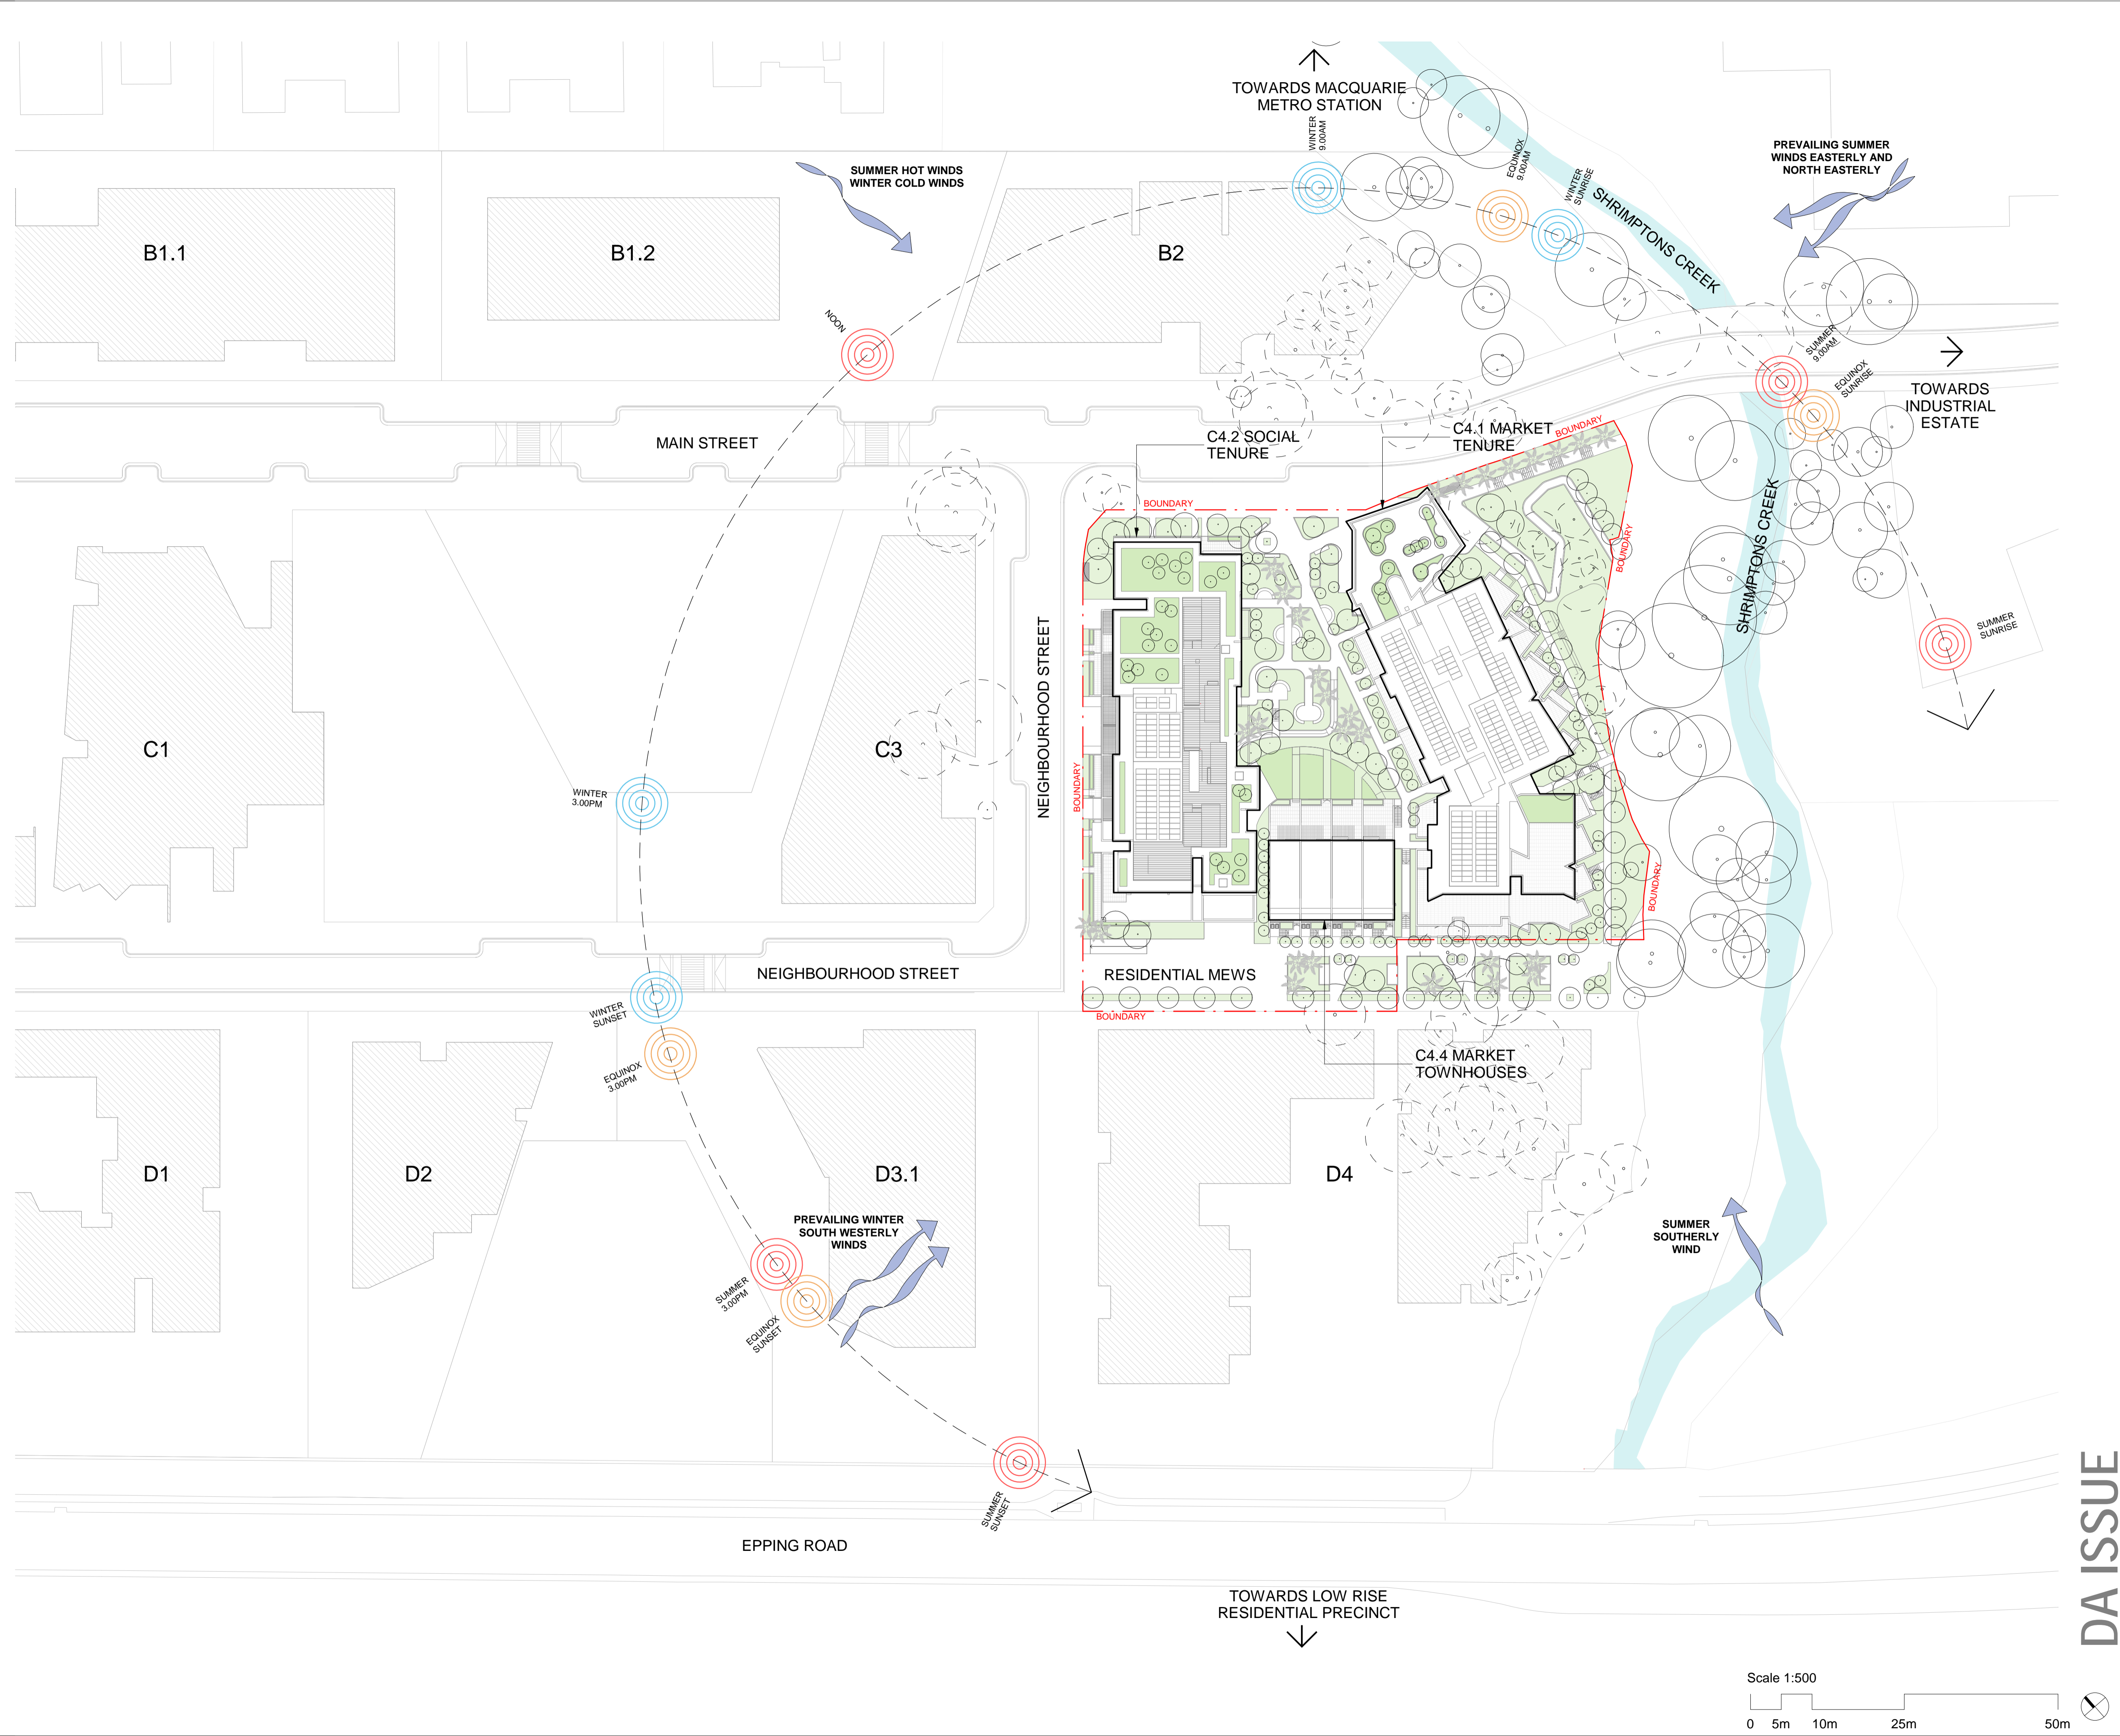 TOWARDS MACQUARIE
METRO STATION
WINTER
9.00AM
EQUINOX
9.00AM
WINTER
SUNRISE
SHRIMPTONS CREEK
PREVAILING SUMMER
WINDS EASTERLY AND
NORTH EASTERLY
SUMMER HOT WINDS
WINTER COLD WINDS
B1.1
B1.2
B2
NOON
SUMMER
9.00AM
EQUINOX
SUNRISE
TOWARDS
INDUSTRIAL
ESTATE
MAIN STREET
C4.2 SOCIAL
TENURE
C4.1 MARKET
TENURE
BOUNDARY
BOUNDARY
BOUNDARY
SHRIMPTONS CREEK
SUMMER
SUNRISE
NEIGHBOURHOOD STREET
C1
C3
BOUNDARY
WINTER
3.00PM
BOUNDARY
NEIGHBOURHOOD STREET
RESIDENTIAL MEWS
WINTER
SUNSET
BOUNDARY
EQUINOX
3.00PM
C4.4 MARKET
TOWNHOUSES
D1
D2
D3.1
D4
PREVAILING WINTER
SOUTH WESTERLY
WINDS
SUMMER
SOUTHERLY
WIND
SUMMER
3.00PM
EQUINOX
SUNSET
SUMMER
SUNSET
EPPING ROAD
TOWARDS LOW RISE
RESIDENTIAL PRECINCT
DA ISSUE
Scale 1:500
0 5m 10m 25m 50m